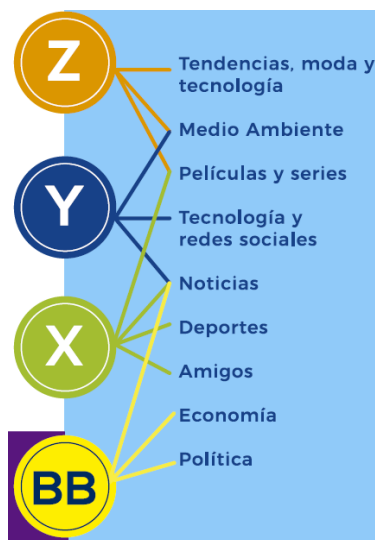 Z
Tendencias, moda y
tecnología
Medio Ambiente
Películas y series
Y
Tecnología y
redes sociales
Noticias
Deportes
X
Amigos
Economía
Política
BB